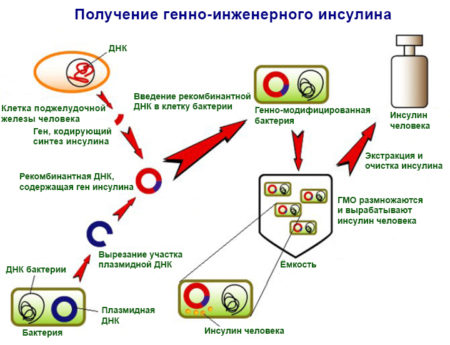 Получение генно-инженерного инсулина
ДНК
Клетка поджелудочной
железы человека
Ген, кодирующий
синтез инсулина
Введение рекомбинантной
ДНК в клетку бактерии
Генно-модифицированная
бактерия
Инсулин
человека
Экстракция и
очистка инсулина
Рекомбинантная ДНК,
содержащая ген инсулина
ГМО размножаются
и вырабатывают
инсулин человека
Вырезание участка
плазмидной ДНК
Емкость
ДНК бактерии
Плазмидная
ДНК
Бактерия
Инсулин человека